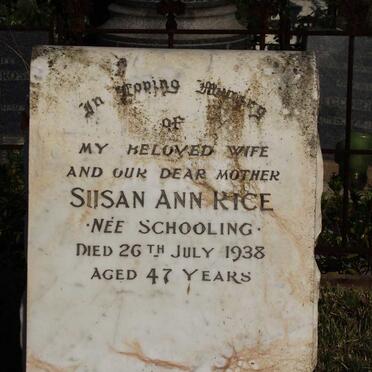 In Loving Memory
OF
MY BELOVED WIFE
AND OUR DEAR MOTHER
SUSAN ANN RICE
·NÉE SCHOOLING·
DIED 26TH JULY 1938
AGED 47 YEARS